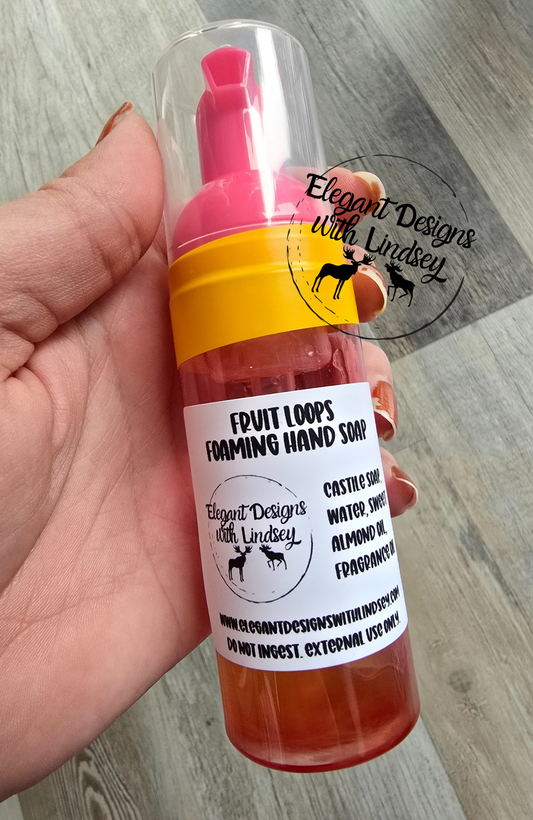 Elegant Designs
with Lindsey
FRUIT LOOPS
FOAMING HAND SOAP
Elegant Designs
with Lindsey
CASTILE SOAP,
WATER, SWEET
ALMOND OIL,
FRAGRANCE OIL
WWW.ELEGANTDESIGNSWITHLINDSEY.COM
DO NOT INGEST. EXTERNAL USE ONLY.